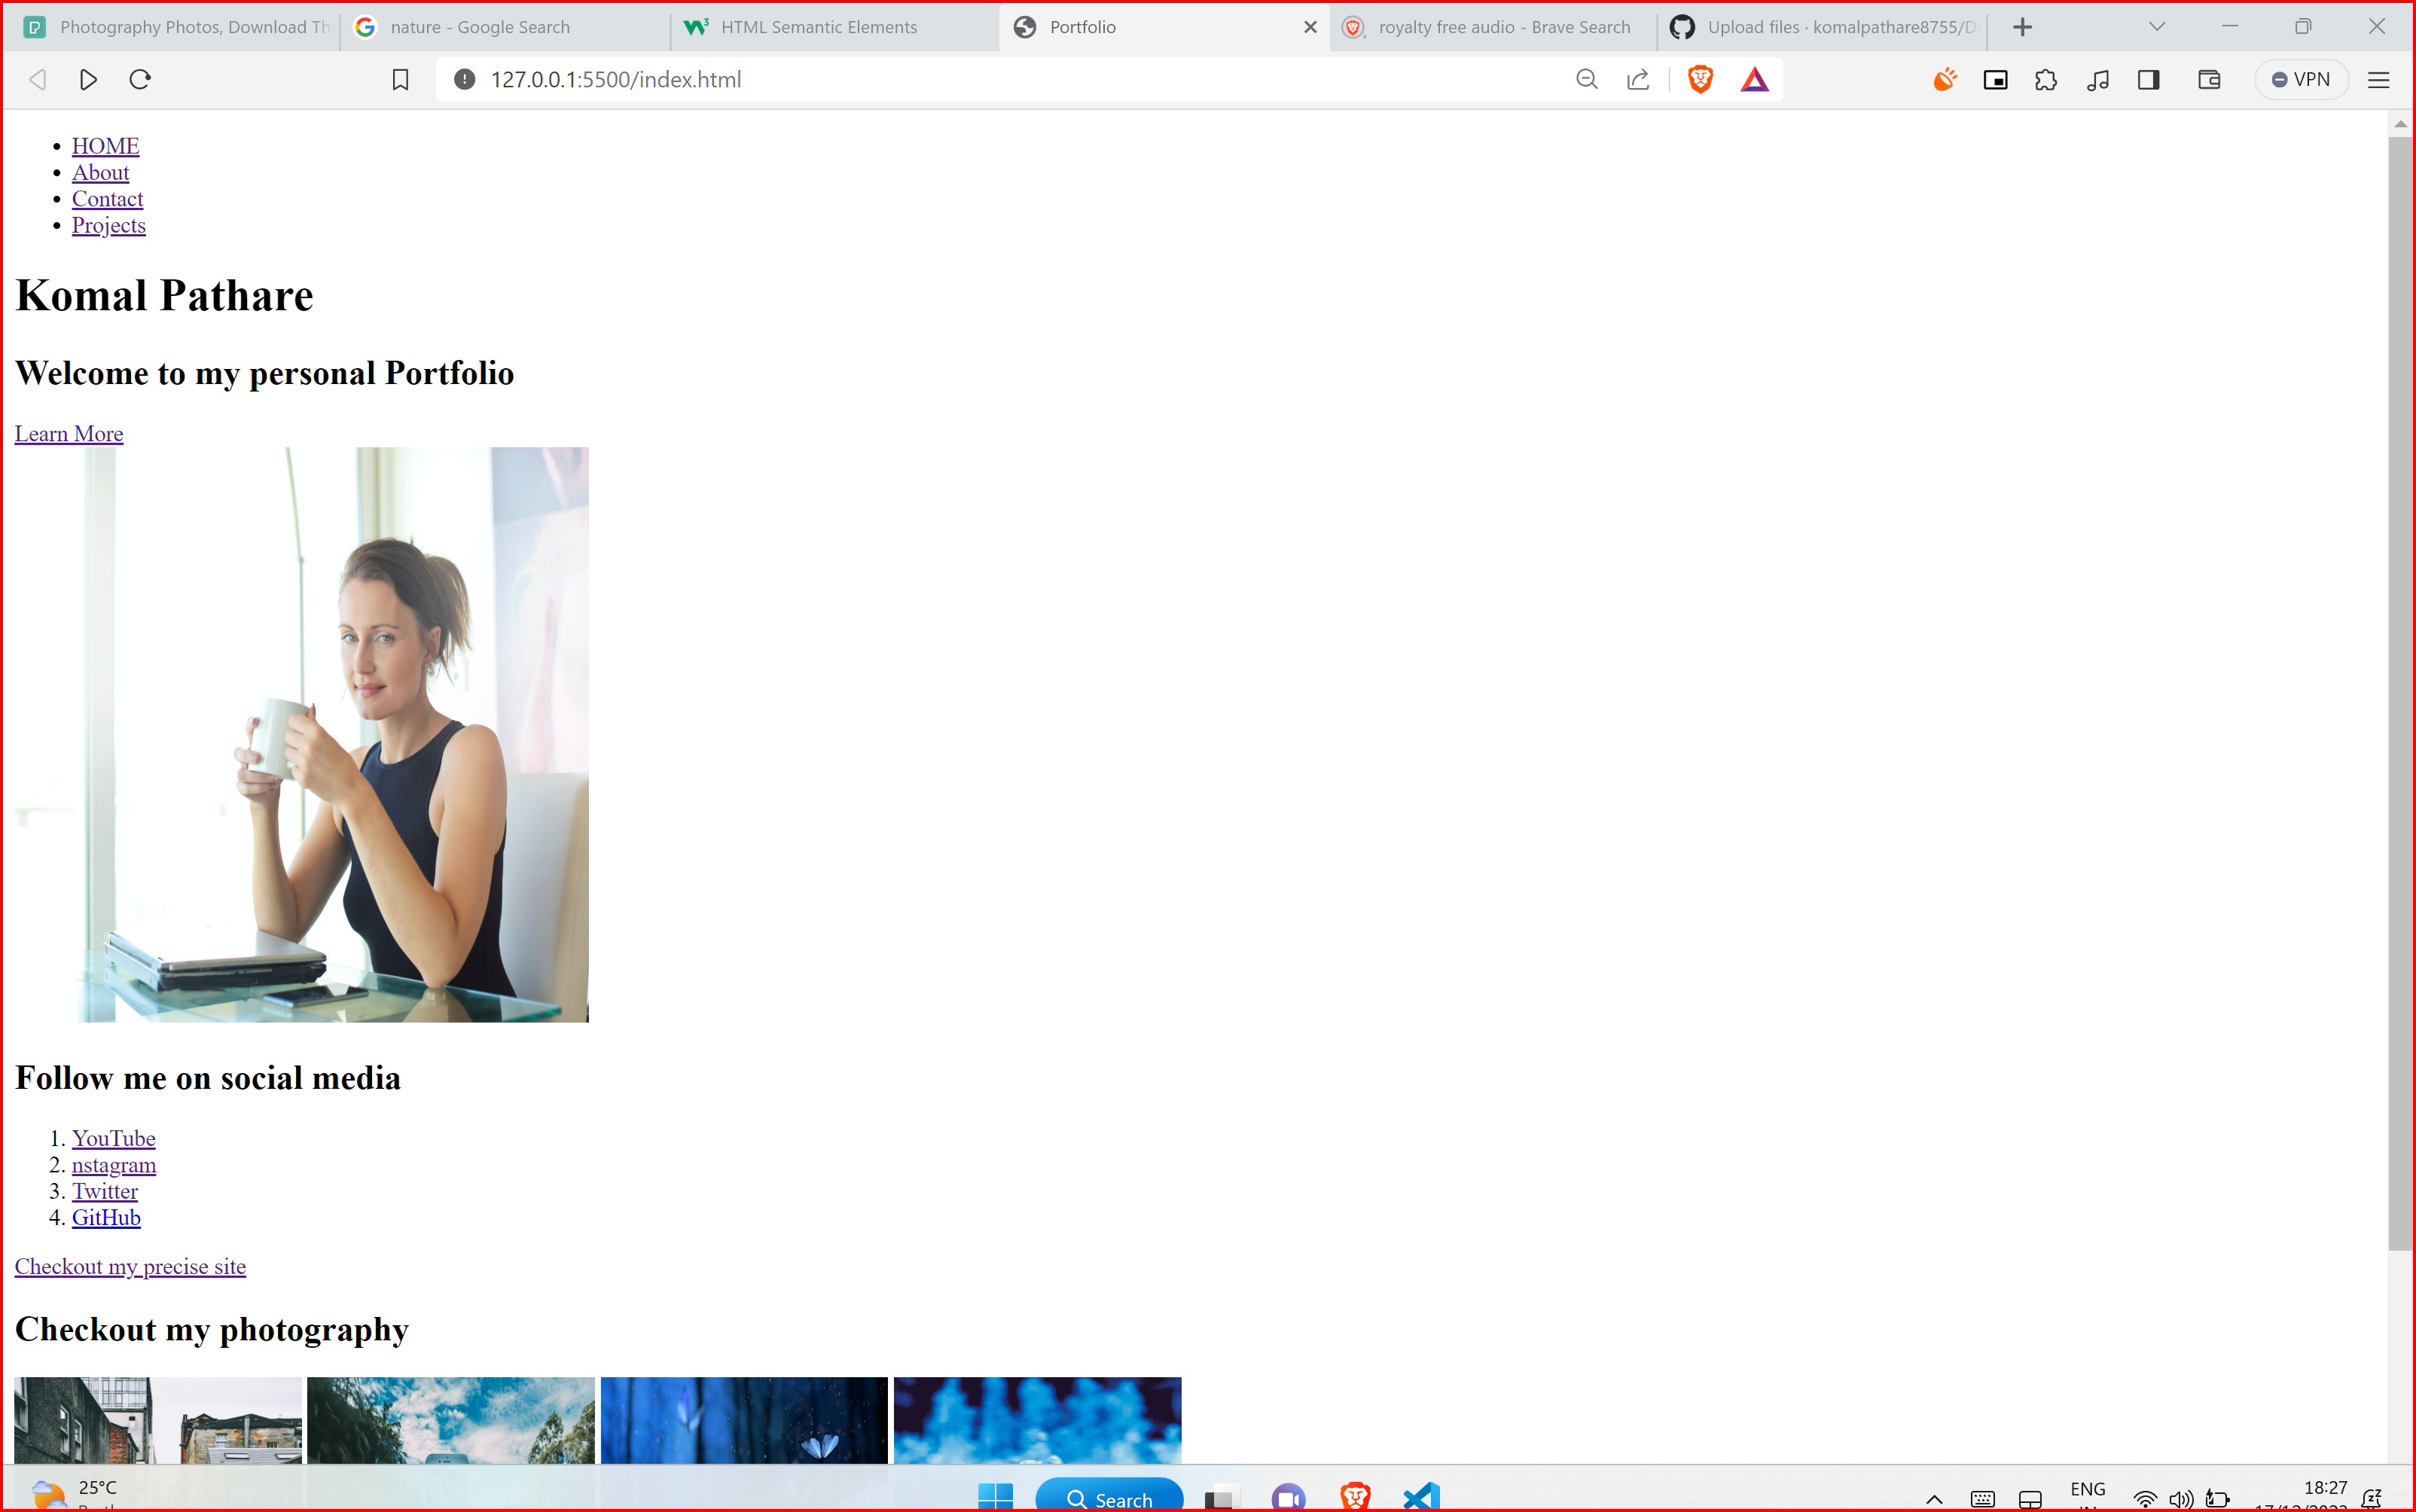 Photography Photos, Download Th
nature - Google Search
HTML Semantic Elements
Portfolio
royalty free audio - Brave Search
Upload files · komalpathare8755/D
127.0.0.1:5500/index.html
VPN
HOME
About
Contact
Projects
Komal Pathare
Welcome to my personal Portfolio
Learn More
Follow me on social media
1. YouTube
2. nstagram
3. Twitter
4. GitHub
Checkout my precise site
Checkout my photography
25°C
Search
ENG
18:27